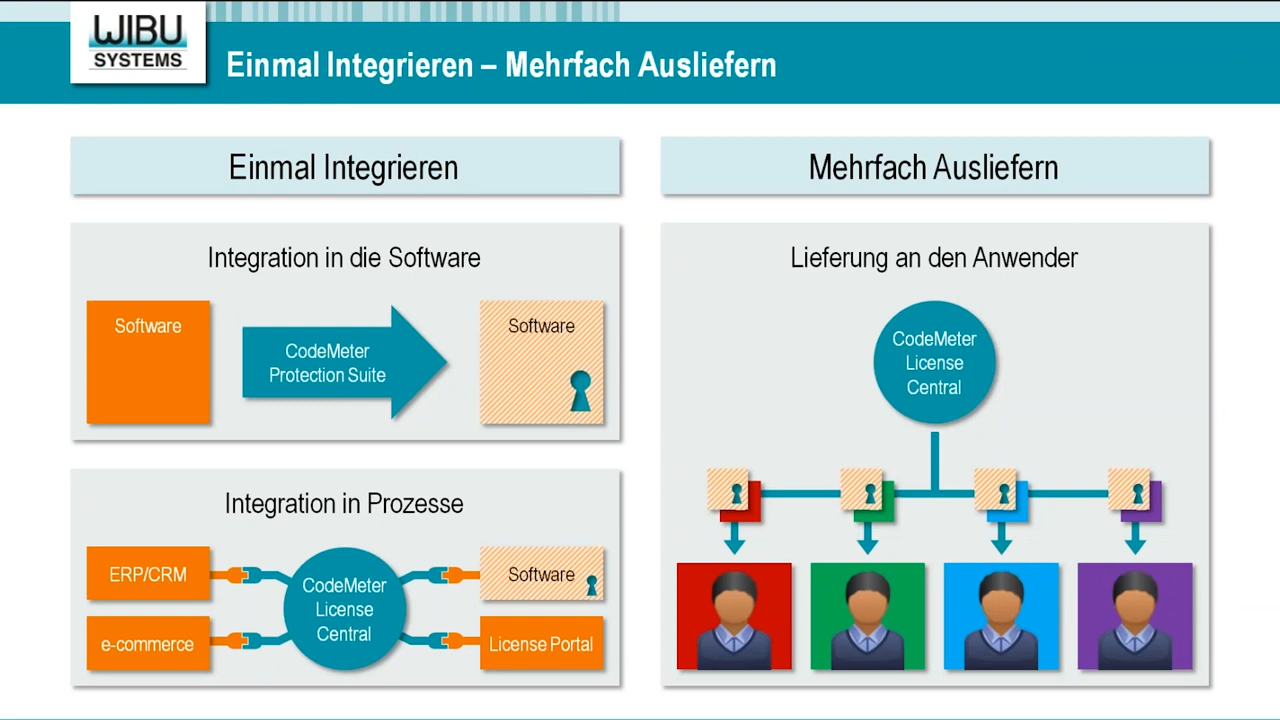 WIBU
SYSTEMS
Einmal Integrieren – Mehrfach Ausliefern
Einmal Integrieren
Integration in die Software
Software
CodeMeter
Protection Suite
Software
Integration in Prozesse
ERP/CRM
e-commerce
CodeMeter
License
Central
Software
License Portal
Mehrfach Ausliefern
Lieferung an den Anwender
CodeMeter
License
Central